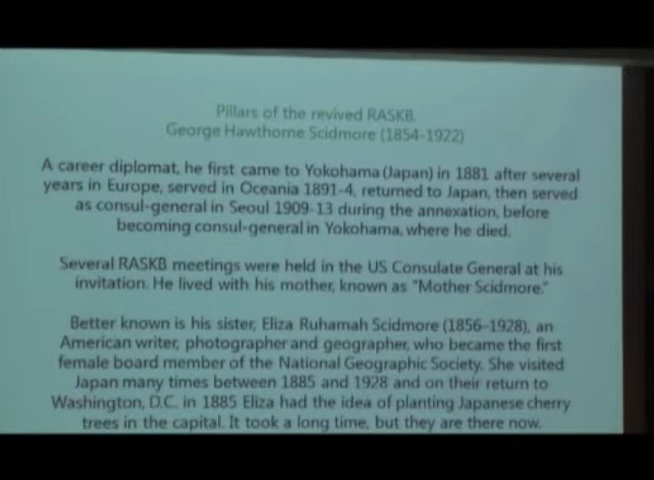 Pillars of the revived RASKB
George Hawthorne Scidmore (1854-1922)
A career diplomat, he first came to Yokohama (Japan) in 1881 after several
years in Europe, served in Oceania 1891-4, returned to Japan, then served
as consul-general in Seoul 1909-13 during the annexation, before
becoming consul-general in Yokohama, where he died.
Several RASKB meetings were held in the US Consulate General at his
invitation. He lived with his mother, known as "Mother Scidmore."
Better known is his sister, Eliza Ruhamah Scidmore (1856–1928), an
American writer, photographer and geographer, who became the first
female board member of the National Geographic Society. She visited
Japan many times between 1885 and 1928 and on their return to
Washington, D.C. in 1885 Eliza had the idea of planting Japanese cherry
trees in the capital. It took a long time, but they are there now.